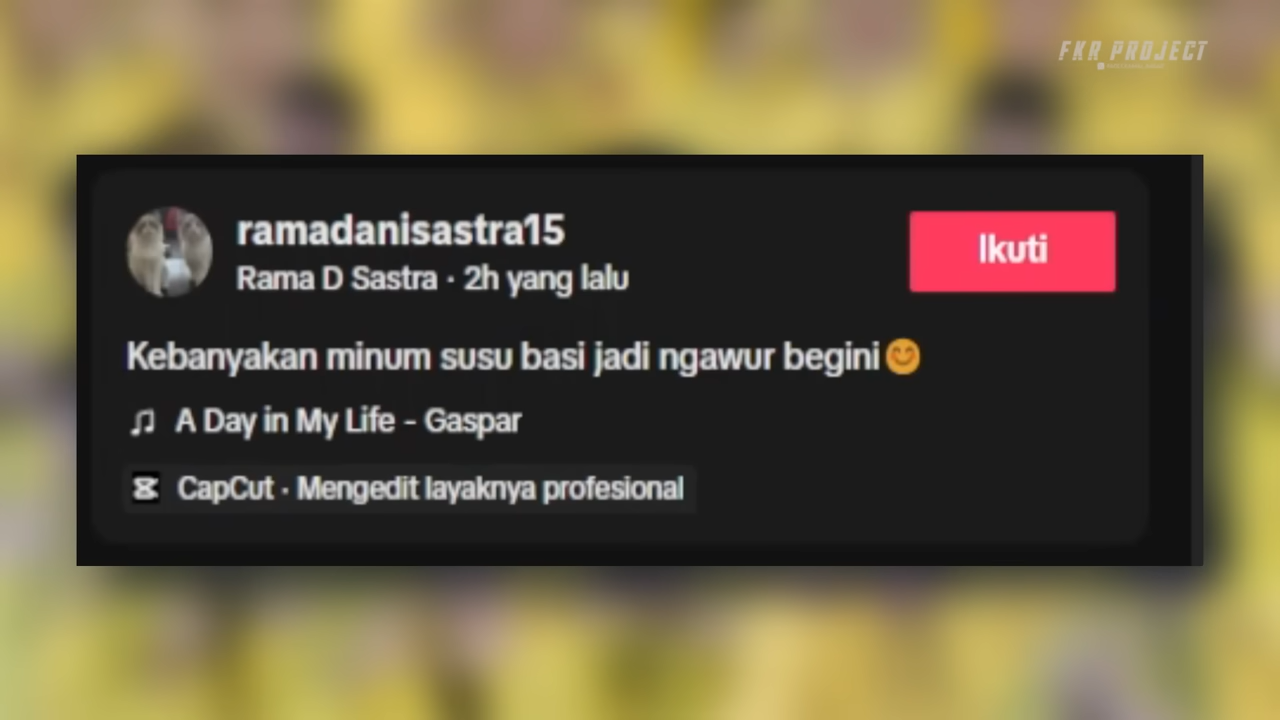 FKR PROJECT
ramadanisastra15
Rama D Sastra · 2h yang lalu
Ikuti
Kebanyakan minum susu basi jadi ngawur begini😊
A Day in My Life - Gaspar
CapCut · Mengedit layaknya profesional